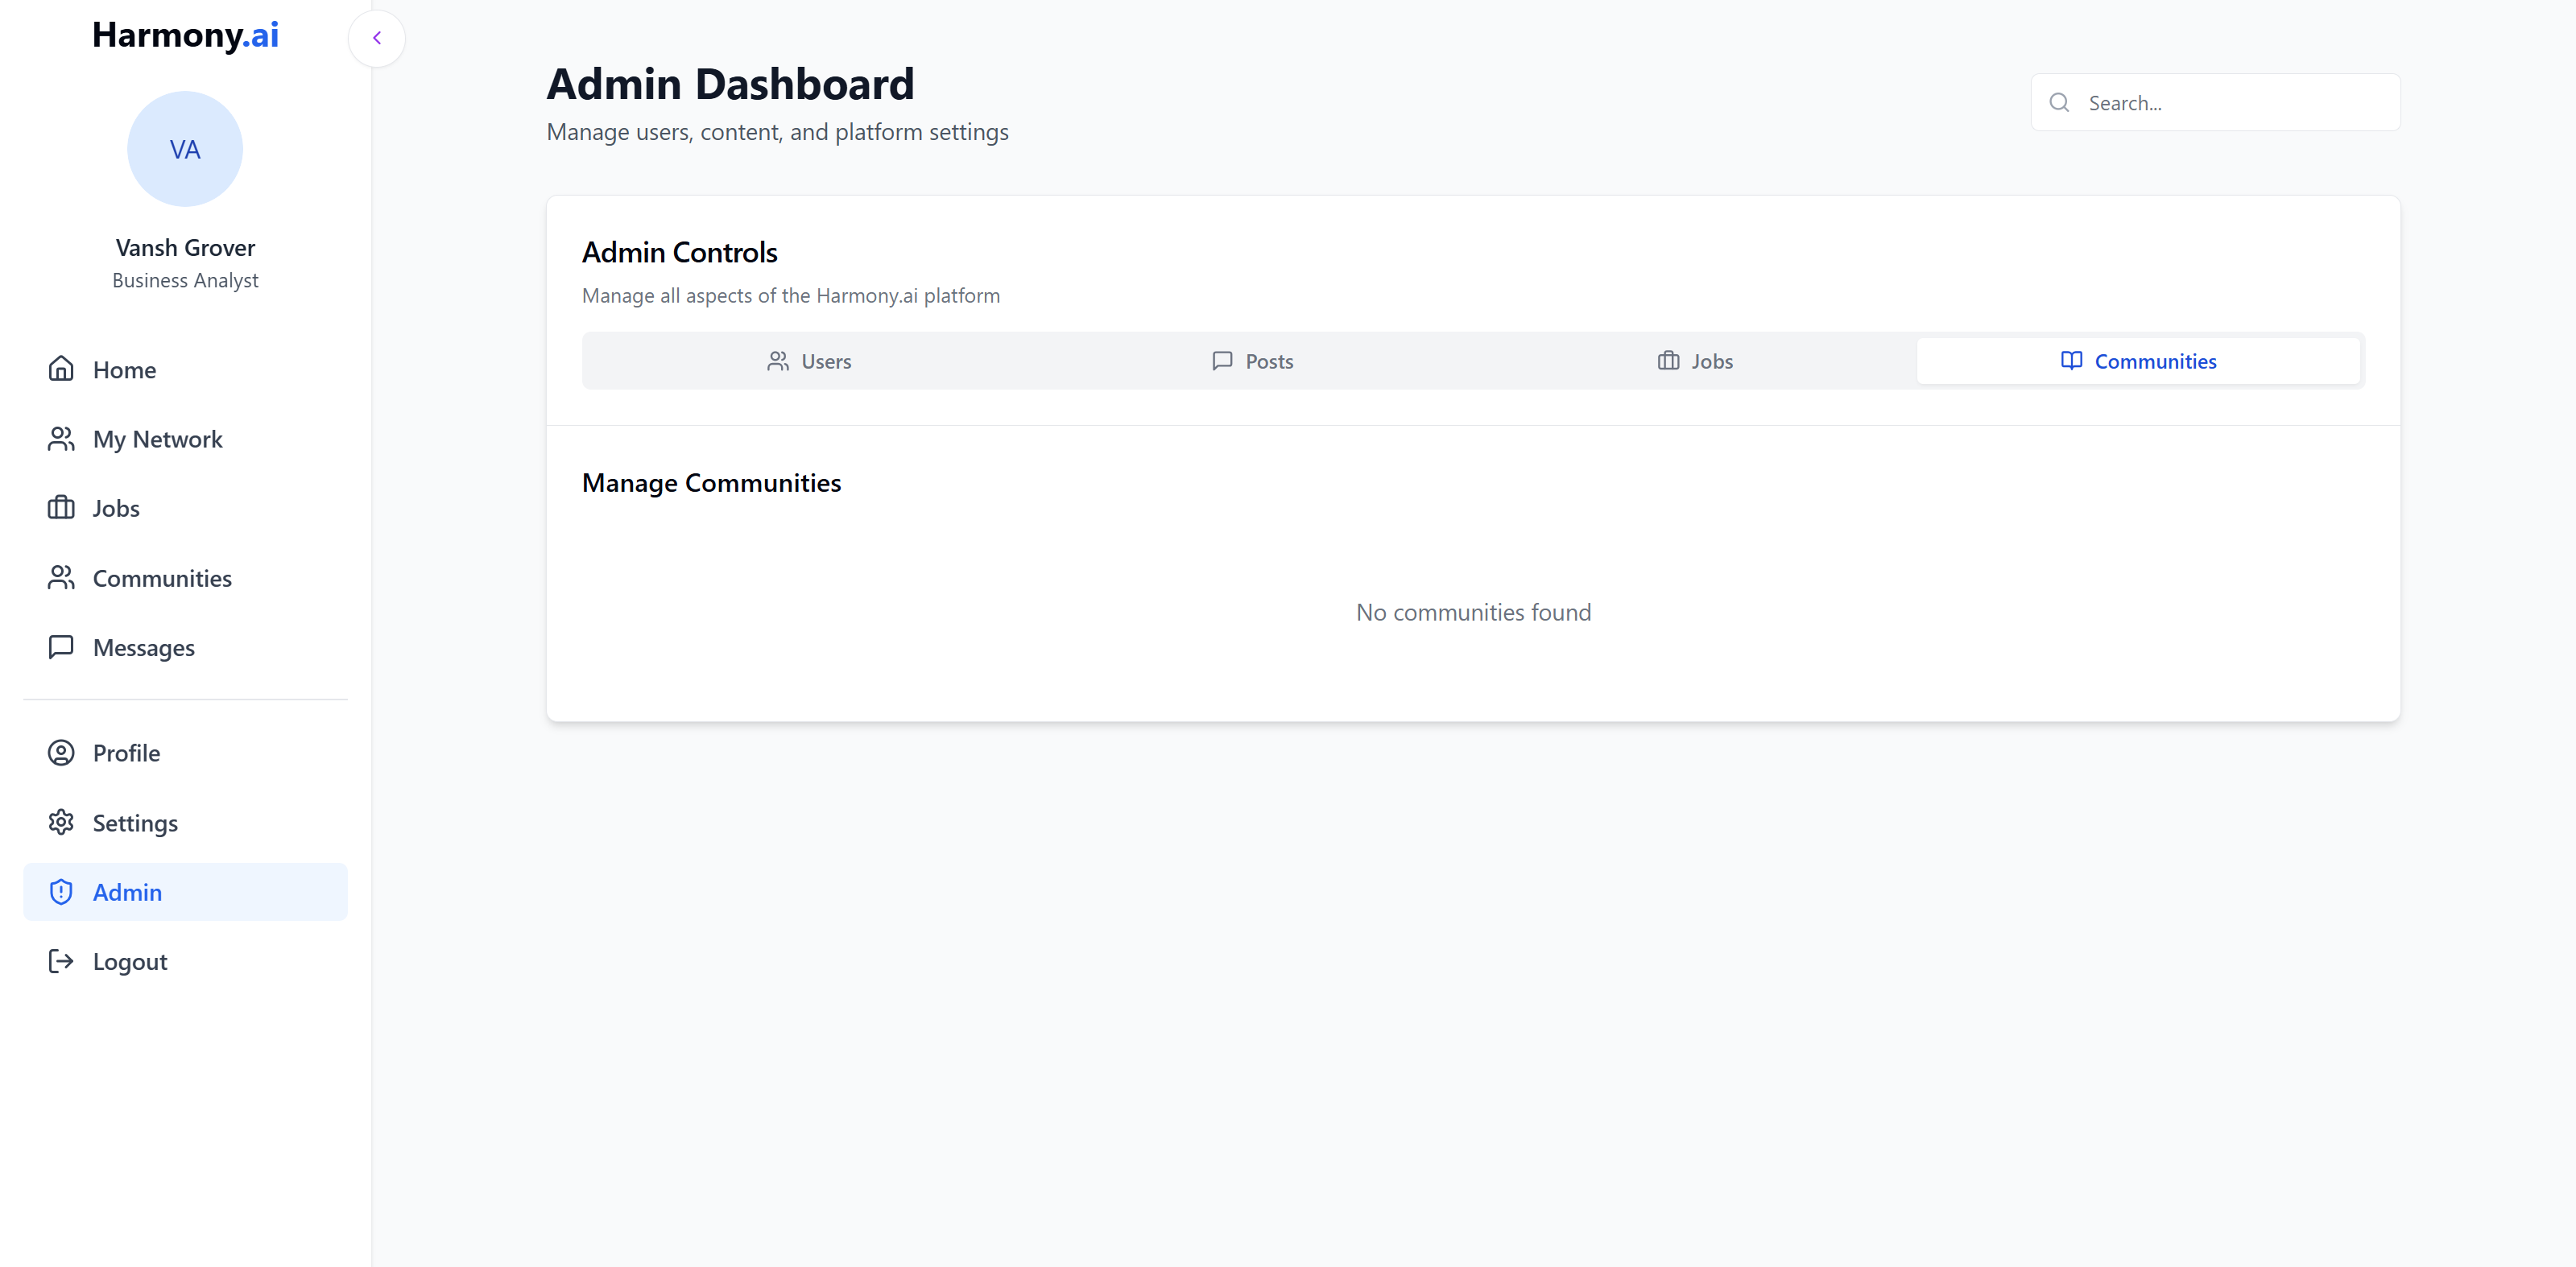 Harmony.ai
VA
Vansh Grover
Business Analyst
Home
My Network
Jobs
Communities
Messages
Profile
Settings
Admin
Logout
Admin Dashboard
Manage users, content, and platform settings
Search...
Admin Controls
Manage all aspects of the Harmony.ai platform
Users
Posts
Jobs
Communities
Manage Communities
No communities found